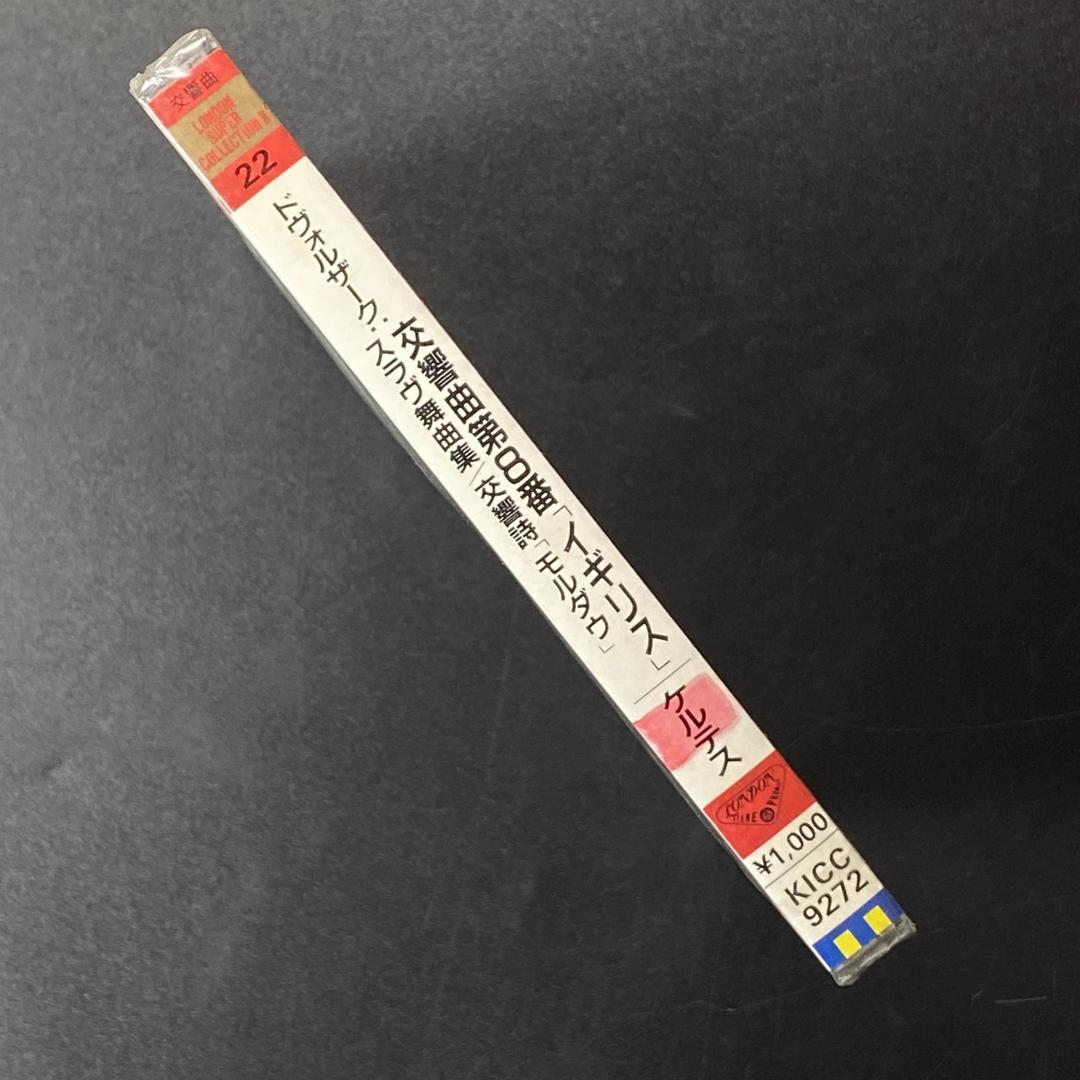 交響曲
LONDON
SUPER
COLLECTION
22
ドヴォルザーク:交響曲第8番「イギリス」
スラヴ舞曲集/交響詩「モルダウ」
ケルテス
LONDON
¥1,000
KICC
9272